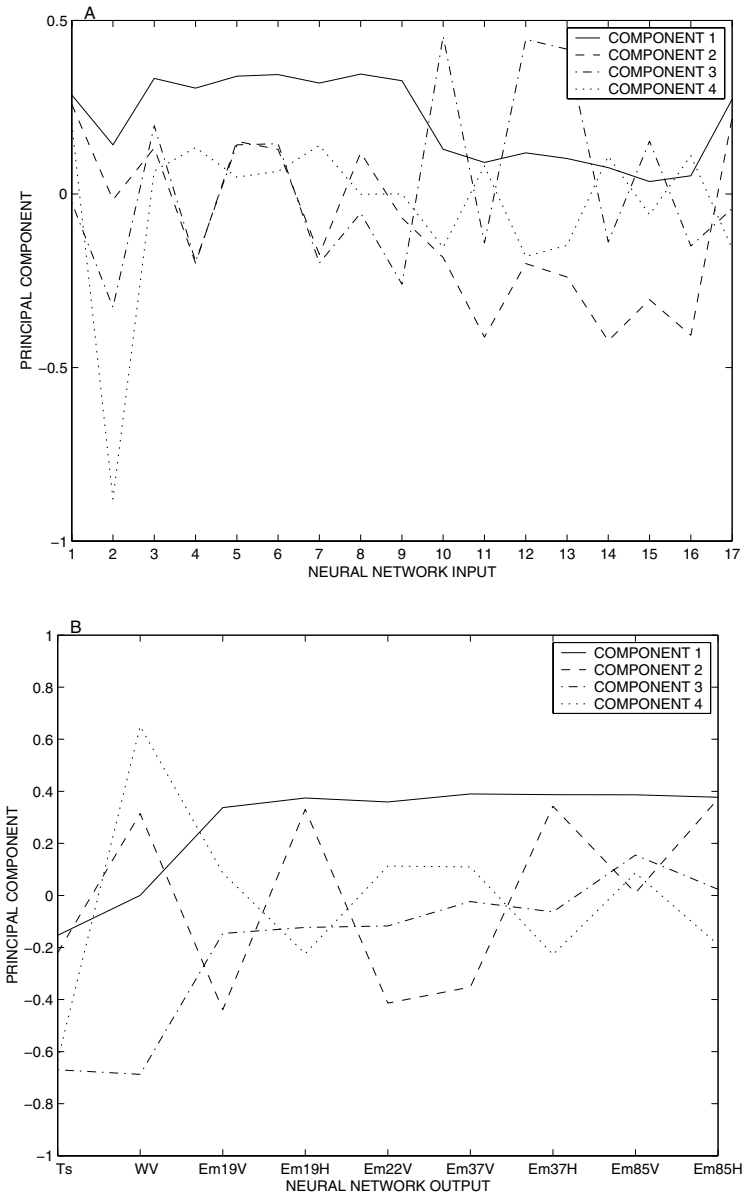 A
0.5
0
−0.5
−1
PRINCIPAL COMPONENT
COMPONENT 1
COMPONENT 2
COMPONENT 3
COMPONENT 4
1 2 3 4 5 6 7 8 9 10 11 12 13 14 15 16 17
NEURAL NETWORK INPUT
B
1
0.8
0.6
0.4
0.2
0
−0.2
−0.4
−0.6
−0.8
−1
PRINCIPAL COMPONENT
COMPONENT 1
COMPONENT 2
COMPONENT 3
COMPONENT 4
Ts WV Em19V Em19H Em22V Em37V Em37H Em85V Em85H
NEURAL NETWORK OUTPUT